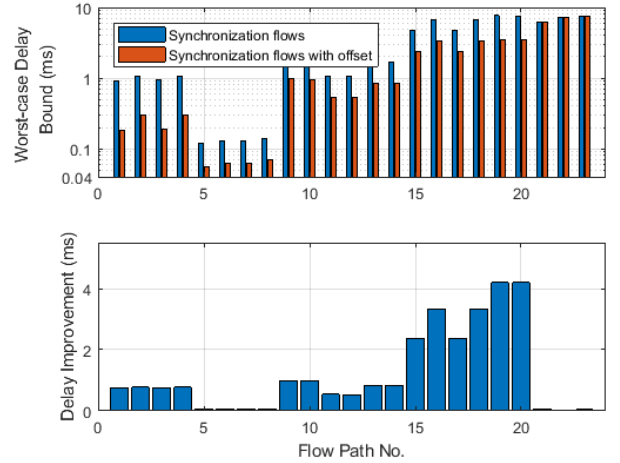 Worst-case Delay
Bound (ms)
10
1
0.1
0.04
Synchronization flows
Synchronization flows with offset
0 5 10 15 20
Delay Improvement (ms)
4
2
0
0 5 10 15 20
Flow Path No.